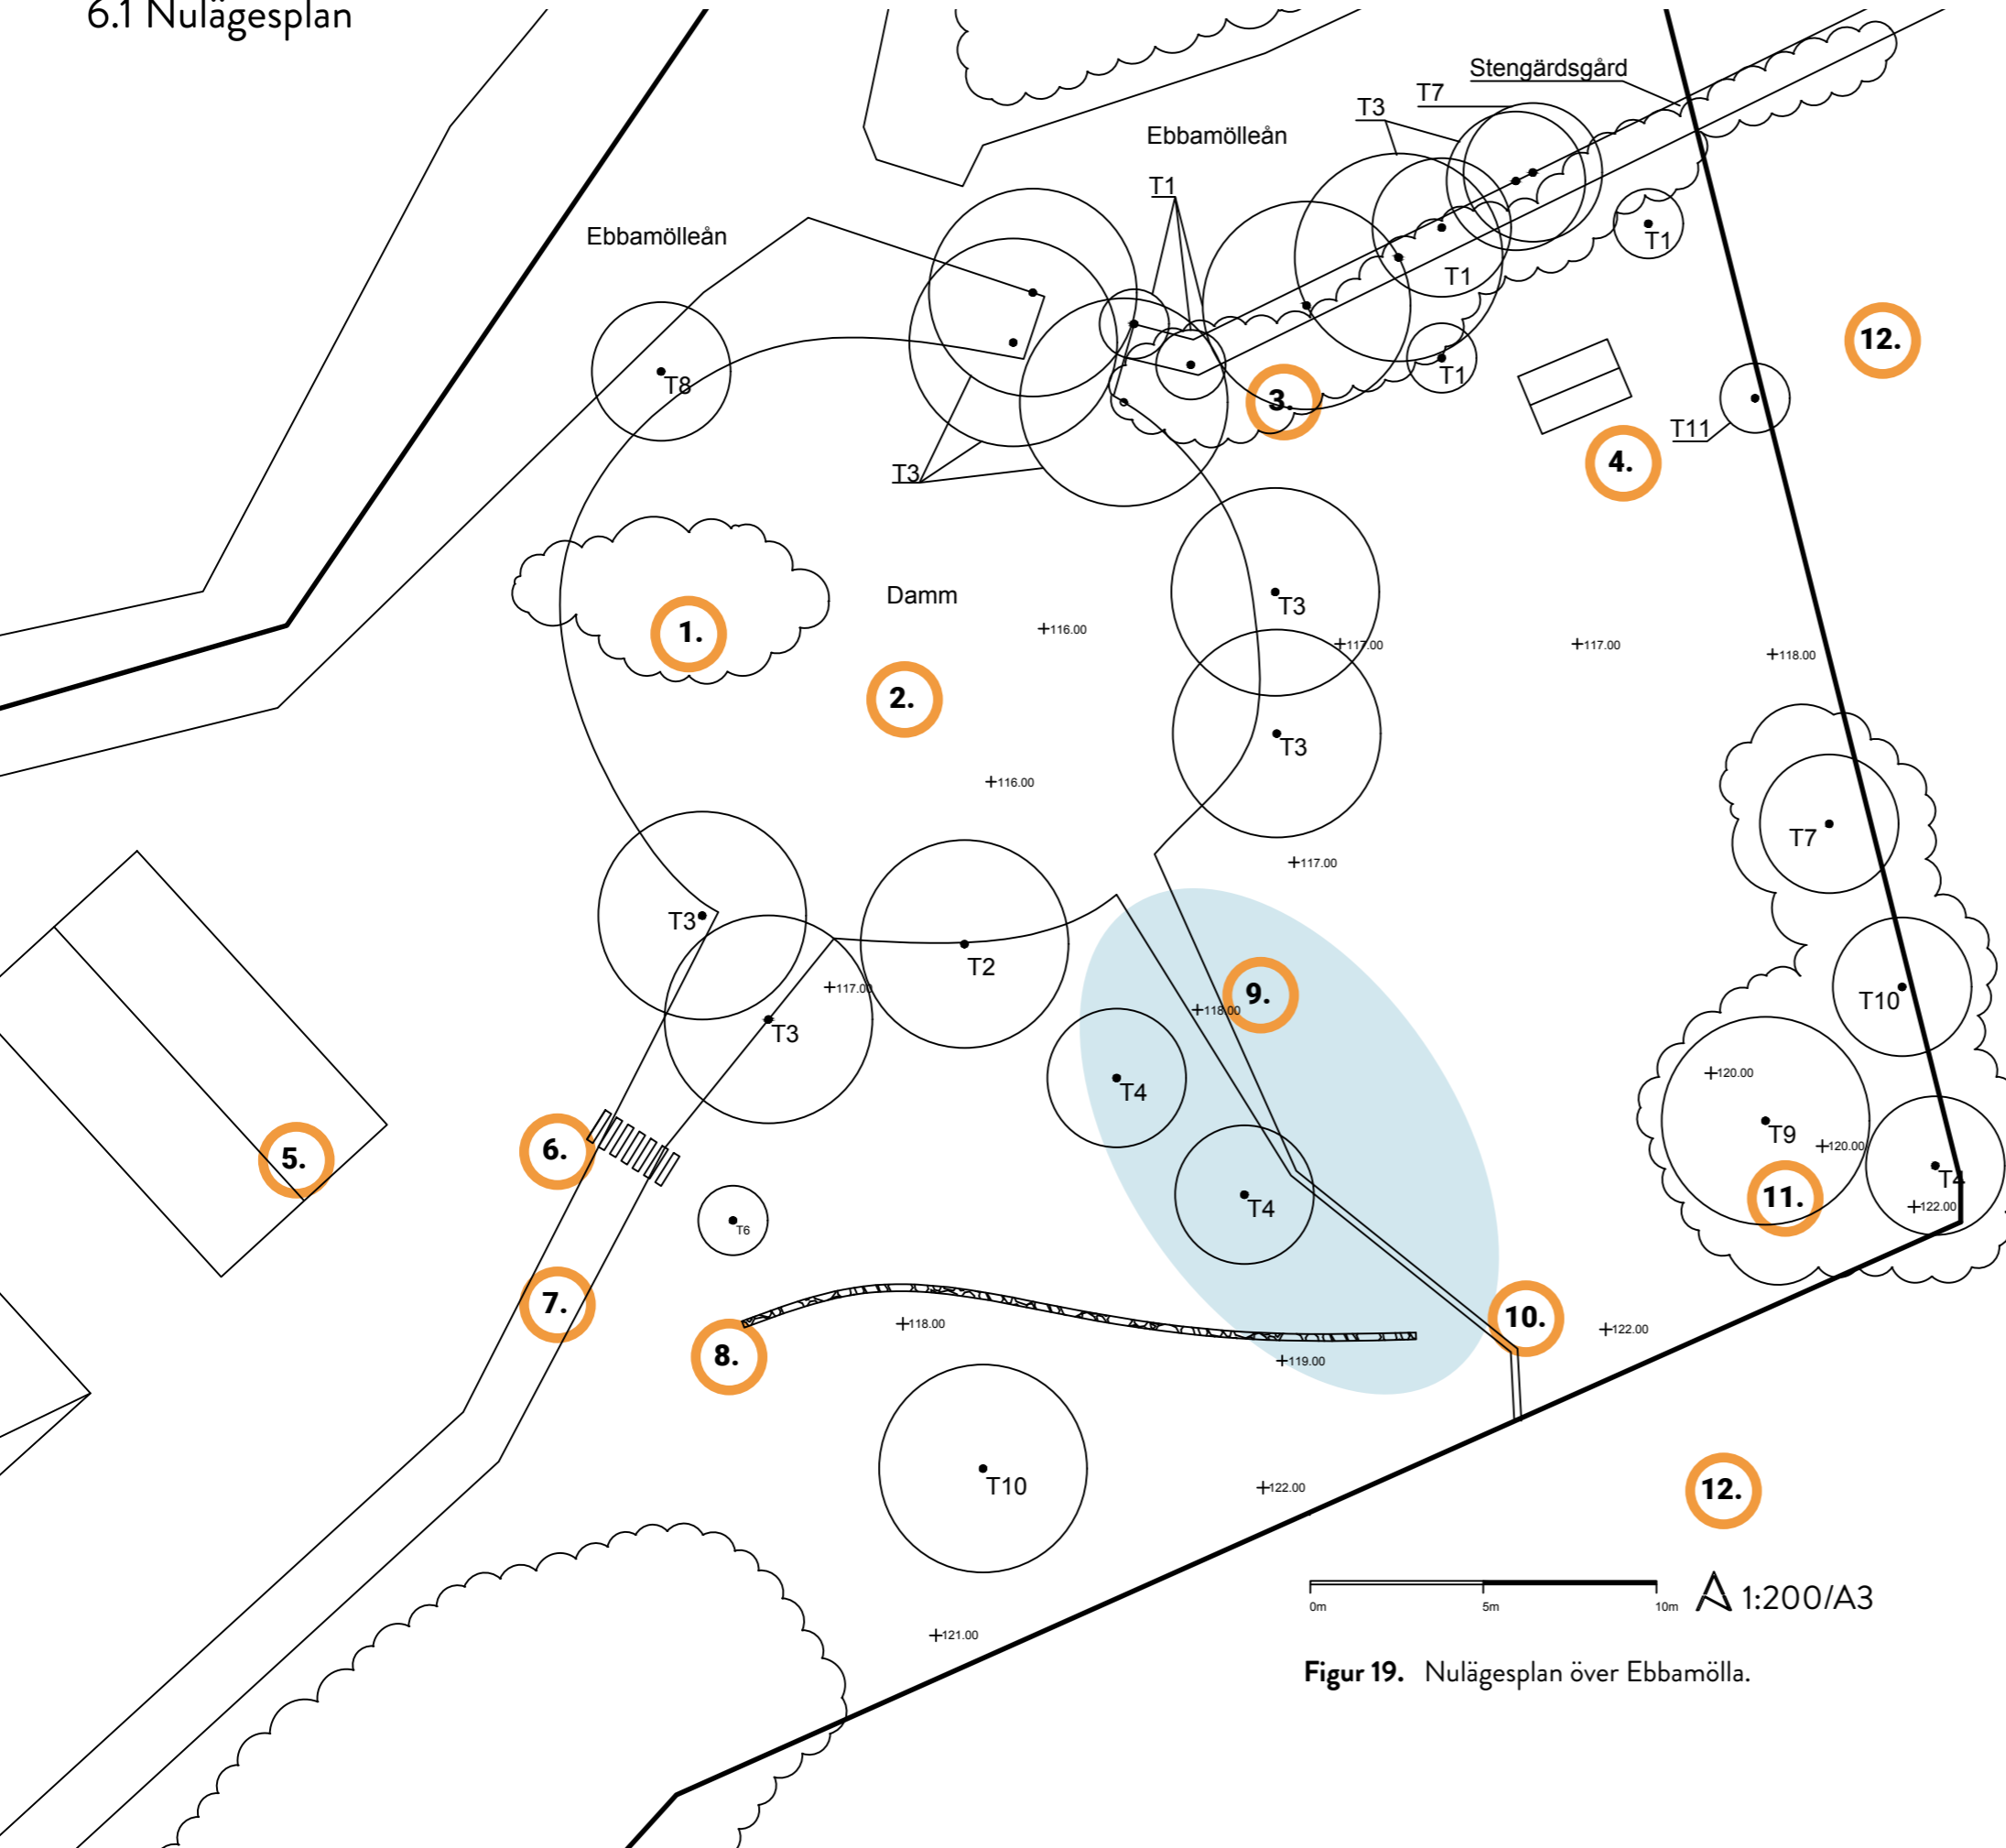 6.1 Nulägesplan
Stengärdsgård
T7
T3
Ebbamölleån
T1
Ebbamölleån
T1
T1
12.
T8
T1
3.
T11
4.
T3
Damm
T3
1.
+116.00
+117.00
+117.00
+118.00
2.
T3
+116.00
T7
+117.00
T3
T2
+117.00
9.
+118.00
T10
T3
+120.00
T4
T9
+120.00
6.
5.
T4
11.
T4
+122.00
T6
7.
10.
+118.00
+122.00
8.
+119.00
T10
+122.00
12.
0m 5m 10m 1:200/A3
+121.00
Figur 19. Nulägesplan över Ebbamölla.